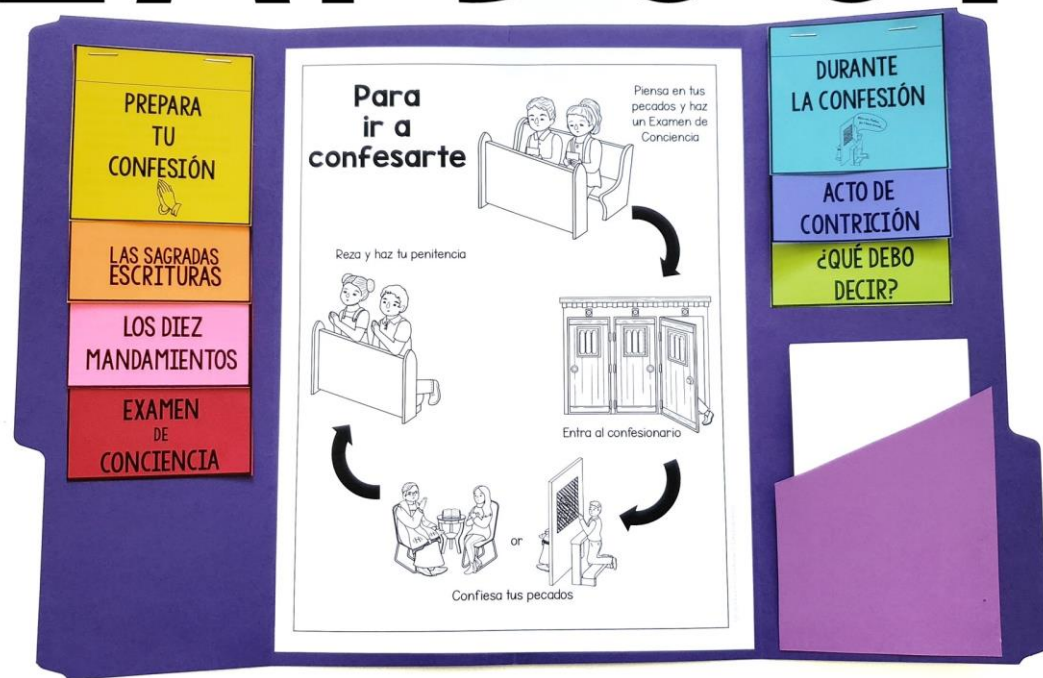 PREPARA
TU
CONFESIÓN
LAS SAGRADAS
ESCRITURAS
LOS DIEZ
MANDAMIENTOS
EXAMEN
DE
CONCIENCIA
Para
ir a
confesarte
Piensa en tus
pecados y haz
un Examen de
Conciencia
Entra al confesionario
or
Confiesa tus pecados
Reza y haz tu penitencia
DURANTE
LA CONFESIÓN
ACTO DE
CONTRICIÓN
¿QUÉ DEBO
DECIR?